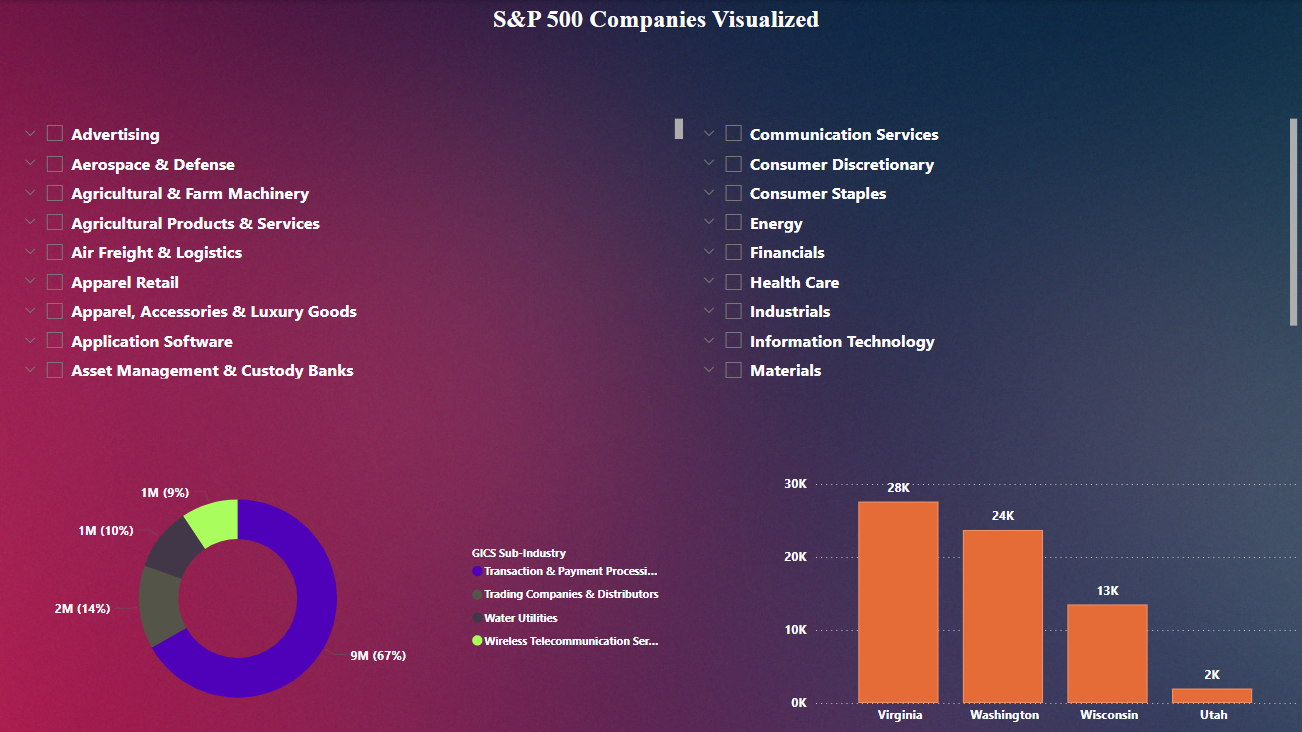 S&P 500 Companies Visualized
Advertising
Aerospace & Defense
Agricultural & Farm Machinery
Agricultural Products & Services
Air Freight & Logistics
Apparel Retail
Apparel, Accessories & Luxury Goods
Application Software
Asset Management & Custody Banks
Communication Services
Consumer Discretionary
Consumer Staples
Energy
Financials
Health Care
Industrials
Information Technology
Materials
1M (9%)
1M (10%)
2M (14%)
9M (67%)
GICS Sub-Industry
Transaction & Payment Processi...
Trading Companies & Distributors
Water Utilities
Wireless Telecommunication Ser...
30K
20K
10K
0K
28K
24K
13K
2K
Virginia
Washington
Wisconsin
Utah